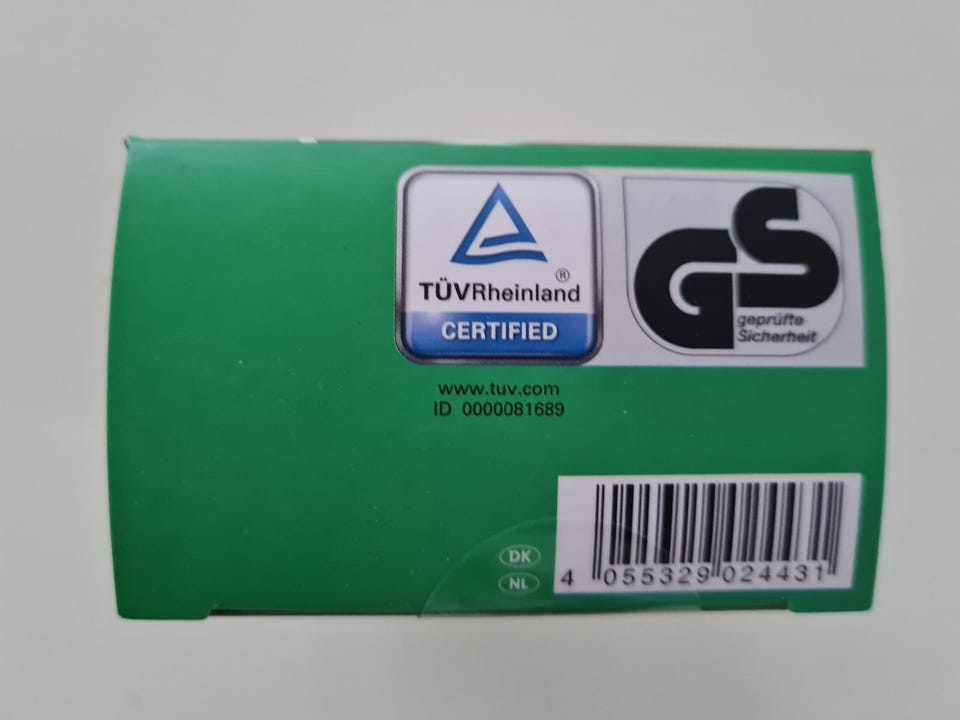 TÜVRheinland®
CERTIFIED
GS
geprüfte
Sicherheit
www.tuv.com
ID 0000081689
DK
NL
4 055329 024431